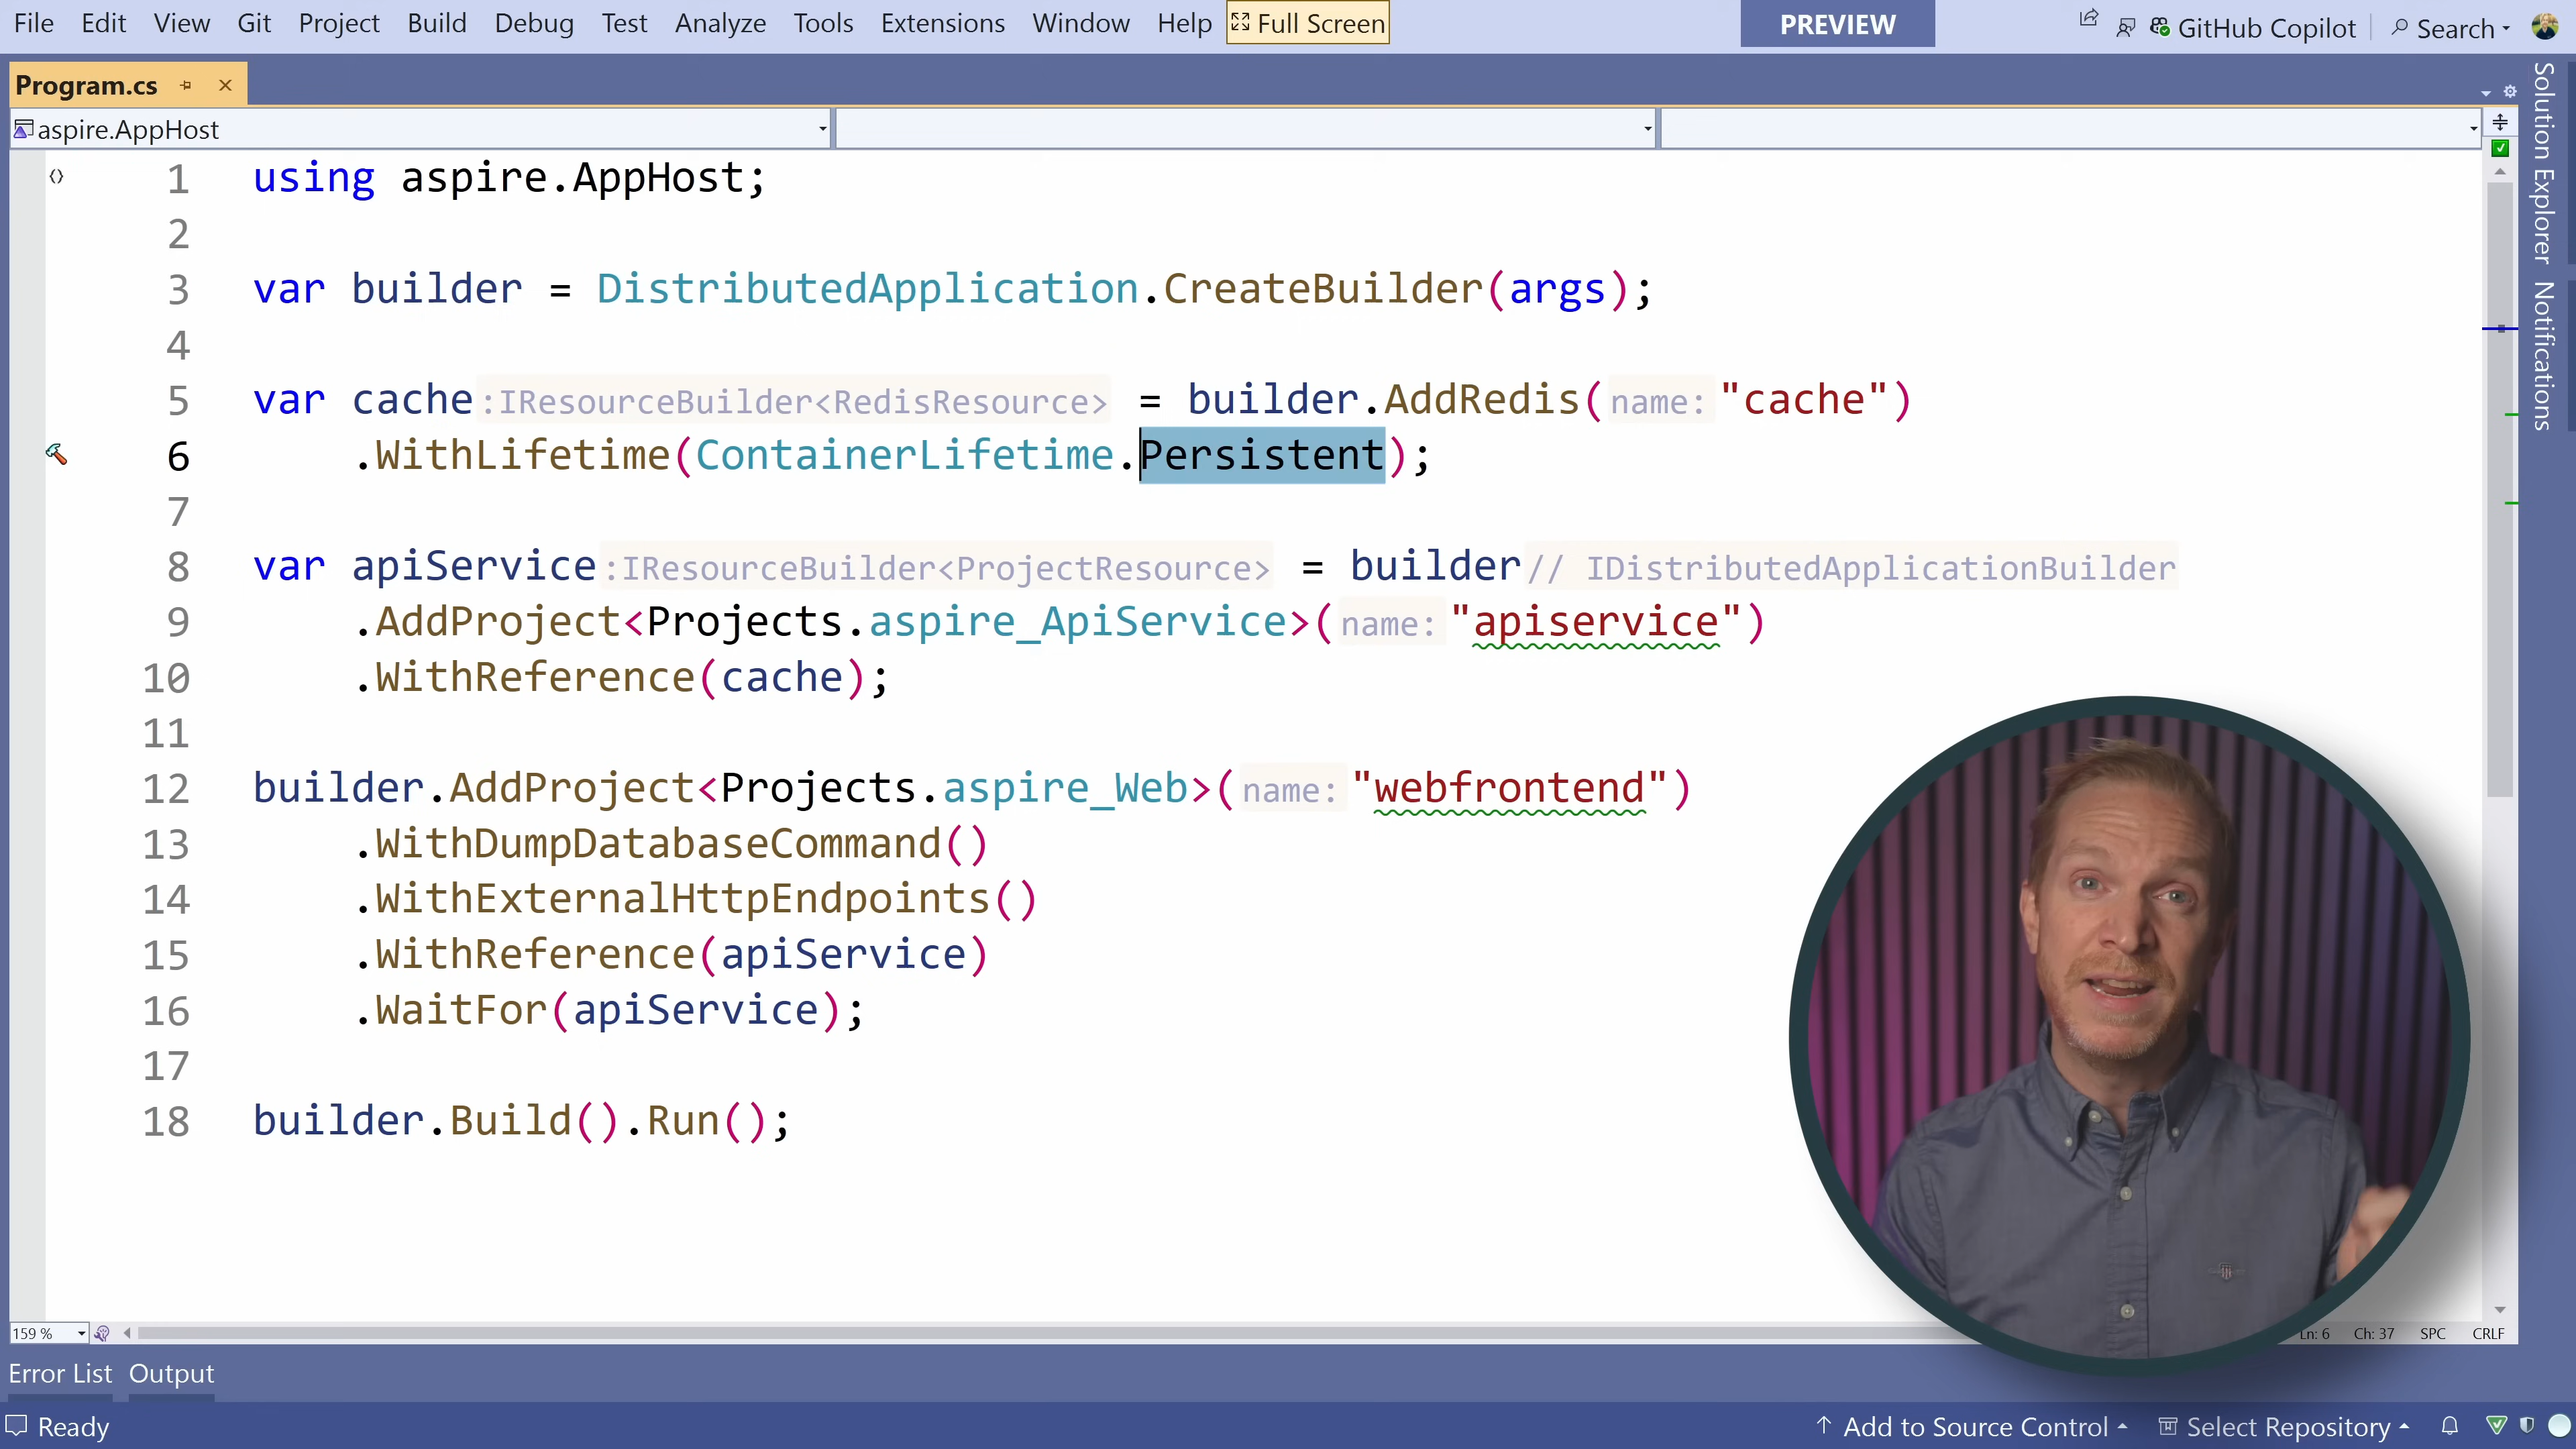 File Edit View Git Project Build Debug Test Analyze Tools Extensions Window Help Full Screen PREVIEW GitHub Copilot Search
Program.cs
aspire.AppHost
1 using aspire.AppHost;
2
3 var builder = DistributedApplication.CreateBuilder(args);
4
5 var cache:IResourceBuilder<RedisResource> = builder.AddRedis(name: "cache")
6 .WithLifetime(ContainerLifetime.Persistent);
7
8 var apiService:IResourceBuilder<ProjectResource> = builder// IDistributedApplicationBuilder
9 .AddProject<Projects.aspire_ApiService>(name: "apiservice")
10 .WithReference(cache);
11
12 builder.AddProject<Projects.aspire_Web>(name: "webfrontend")
13 .WithDumpDatabaseCommand()
14 .WithExternalHttpEndpoints()
15 .WithReference(apiService)
16 .WaitFor(apiService);
17
18 builder.Build().Run();
Solution Explorer
Notifications
159 % Ln: 6 Ch: 37 SPC CRLF
Error List Output
Ready Add to Source Control Select Repository